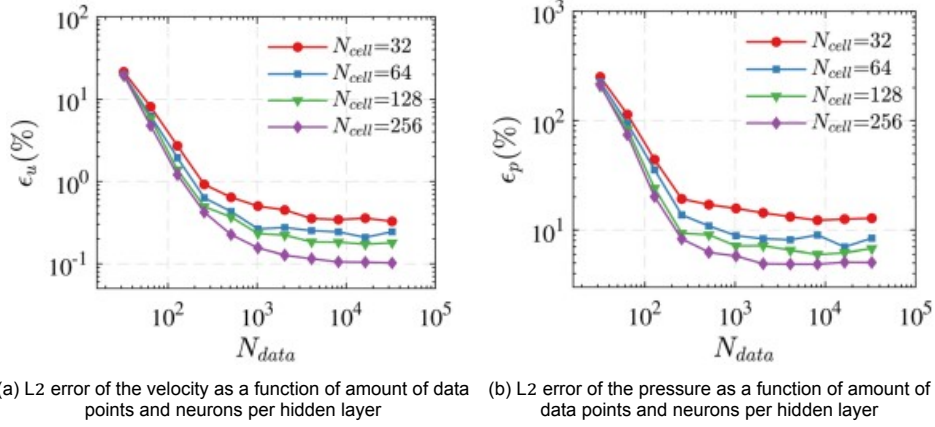 10^2
10^1
10^0
10^-1
ϵ_u(%)
N_cell=32
N_cell=64
N_cell=128
N_cell=256
10^2 10^3 10^4 10^5
N_data
10^3
10^2
10^1
ϵ_p(%)
N_cell=32
N_cell=64
N_cell=128
N_cell=256
10^2 10^3 10^4 10^5
N_data
a) L2 error of the velocity as a function of amount of data
points and neurons per hidden layer
(b) L2 error of the pressure as a function of amount of
data points and neurons per hidden layer